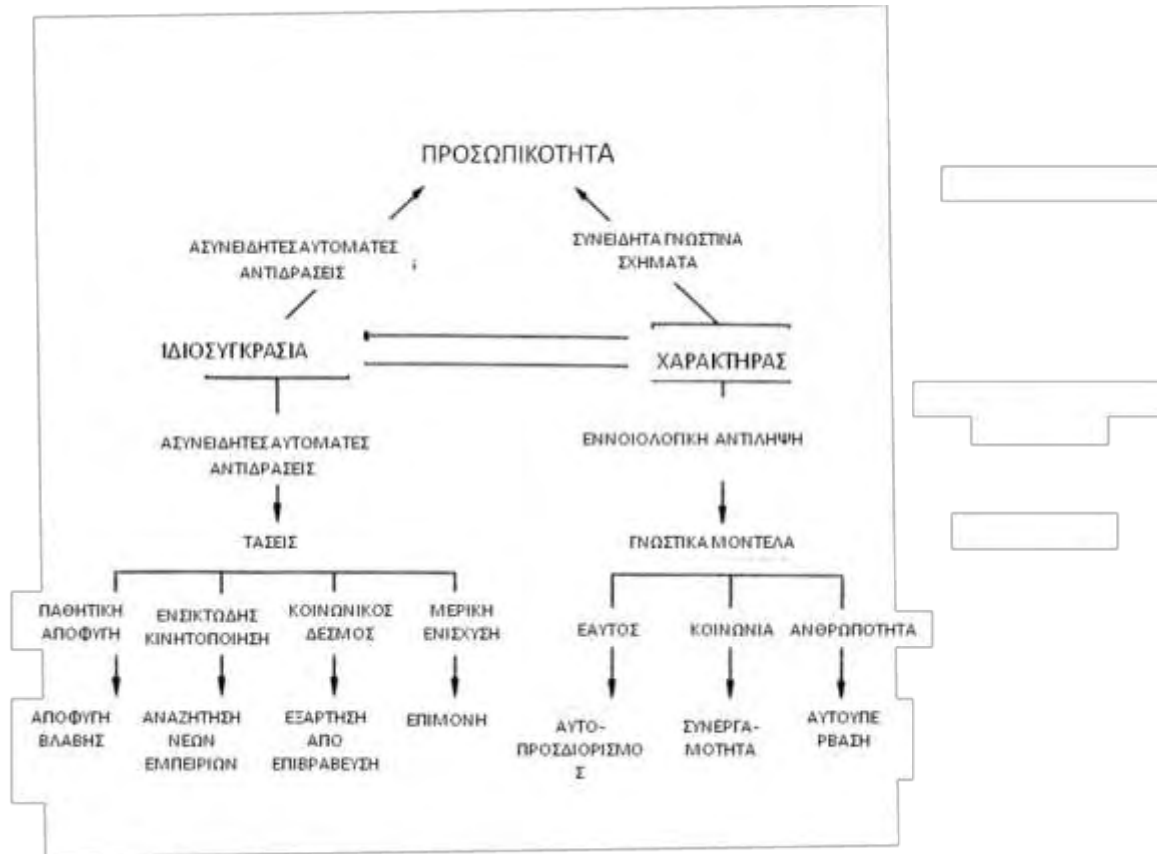 ΠΡΟΣΩΠΙΚΟΤΗΤΑ
ΑΣΥΝΕΙΔΗΤΕΣ ΑΥΤΟΜΑΤΕΣ
ΑΝΤΙΔΡΑΣΕΙΣ
ΣΥΝΕΙΔΗΤΑ ΓΝΩΣΤΙΝΑ
ΣΧΗΜΑΤΑ
ΙΔΙΟΣΥΓΚΡΑΣΙΑ
ΧΑΡΑΚΤΗΡΑΣ
ΑΣΥΝΕΙΔΗΤΕΣ ΑΥΤΟΜΑΤΕΣ
ΑΝΤΙΔΡΑΣΕΙΣ
ΕΝΝΟΙΟΛΟΓΙΚΗ ΑΝΤΙΛΗΨΗ
ΤΑΣΕΙΣ
ΓΝΩΣΤΙΚΑ ΜΟΝΤΕΛΑ
ΠΑΘΗΤΙΚΗ
ΑΠΟΦΥΓΗ
ΕΝΣΙΚΤΩΔΗΣ
ΚΙΝΗΤΟΠΟΙΗΣΗ
ΚΟΙΝΩΝΙΚΟΣ
ΔΕΣΜΟΣ
ΜΕΡΙΚΗ
ΕΝΙΣΧΥΣΗ
ΕΑΥΤΟΣ
ΚΟΙΝΩΝΙΑ
ΑΝΘΡΩΠΟΤΗΤΑ
ΑΠΟΦΥΓΗ
ΒΛΑΒΗΣ
ΑΝΑΖΗΤΗΣΗ
ΝΕΩΝ
ΕΜΠΕΙΡΙΩΝ
ΕΞΑΡΤΗΣΗ
ΑΠΟ
ΕΠΙΒΡΑΒΕΥΣΗ
ΕΠΙΜΟΝΗ
ΑΥΤΟ-
ΠΡΟΣΔΙΟΡΙΣΜΟ
Σ
ΣΥΝΕΡΓΑ-
ΜΟΤΗΤΑ
ΑΥΤΟΥΠΕ
ΡΒΑΣΗ